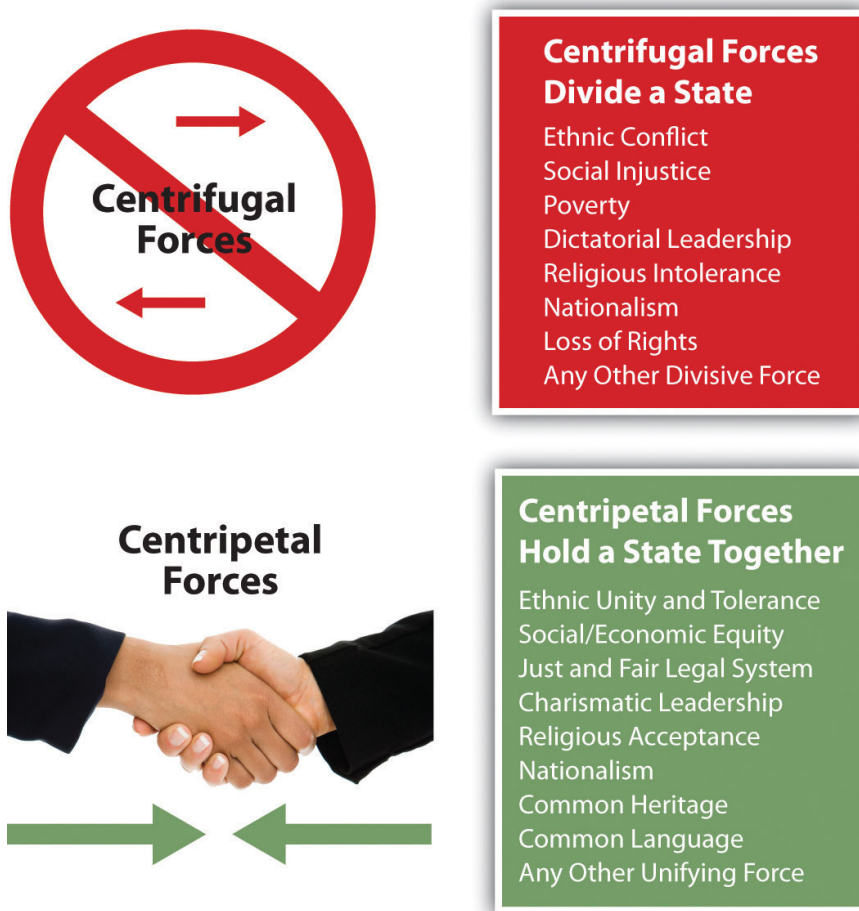 Centrifugal
Forces
Centrifugal Forces
Divide a State
Ethnic Conflict
Social Injustice
Poverty
Dictatorial Leadership
Religious Intolerance
Nationalism
Loss of Rights
Any Other Divisive Force
Centripetal
Forces
Centripetal Forces
Hold a State Together
Ethnic Unity and Tolerance
Social/Economic Equity
Just and Fair Legal System
Charismatic Leadership
Religious Acceptance
Nationalism
Common Heritage
Common Language
Any Other Unifying Force